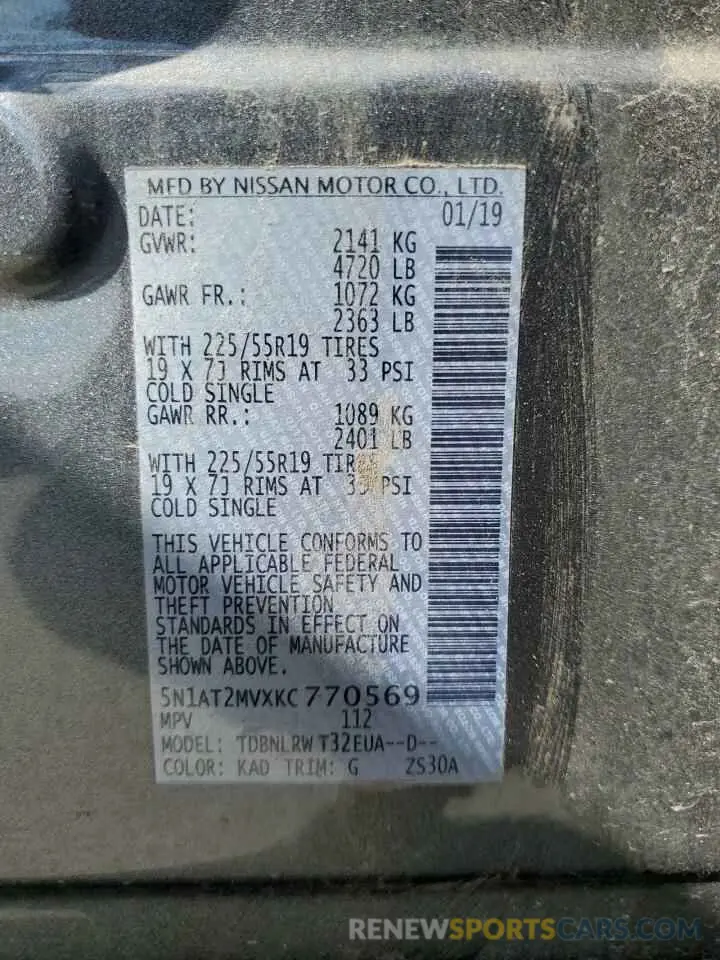 MFD BY NISSAN MOTOR CO., LTD.
DATE: 01/19
GVWR: 2141 KG
4720 LB
GAWR FR.: 1072 KG
2363 LB
WITH 225/55R19 TIRES
19 X 7J RIMS AT 33 PSI
COLD SINGLE
GAWR RR.: 1089 KG
2401 LB
WITH 225/55R19
19 X 7J RIMS AT PSI
COLD SINGLE
THIS VEHICLE CONFORMS TO
ALL APPLICABLE FEDERAL
MOTOR VEHICLE SAFETY AND
THEFT PREVENTION
STANDARDS IN EFFECT ON
THE DATE OF MANUFACTURE
SHOWN ABOVE.
5N1AT2MVXKC770569
MPV 112
MODEL: TDBNLRW T32EUA--D--
COLOR: KAD TRIM: G ZS30A
RENEWSPORTSCARS.COM